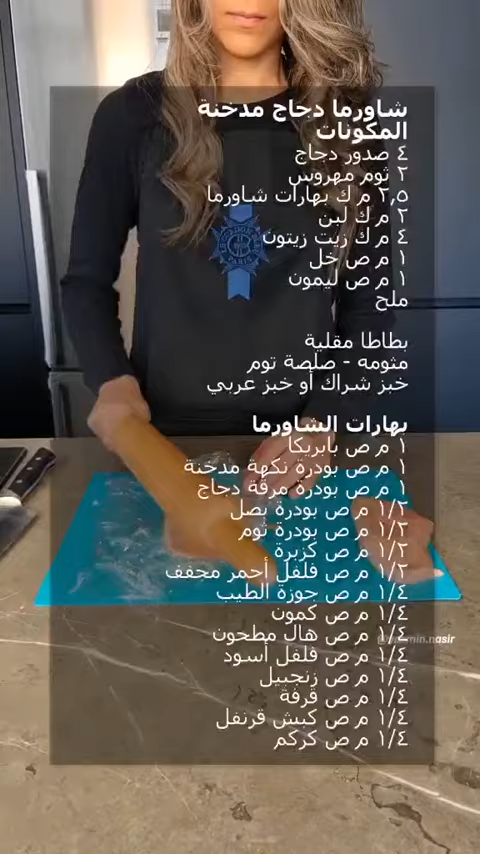 شاورما دجاج مدخنة
المكونات
٤ صدور دجاج
٢ ثوم مهروس
٢,٥ م ك بهارات شاورما
٢ م ك لبن
٤ م ك زيت زيتون
١ م ص خل
١ م ص ليمون
ملح
بطاطا مقلية
مثومه - صلصة توم
خبز شراك أو خبز عربي
بهارات الشاورما
١ م ص بابريكا
١ م ص بودرة نكهة مدخنة
١ م ص بودرة مرقة دجاج
١/٢ م ص بودرة بصل
١/٢ م ص بودرة ثوم
١/٢ م ص كزبرة
١/٢ م ص فلفل أحمر مجفف
١/٤ م ص جوزة الطيب
١/٤ م ص كمون
١/٤ م ص هال مطحون
١/٤ م ص فلفل أسود
١/٤ م ص زنجبيل
١/٤ م ص قرفة
١/٤ م ص كبش قرنفل
١/٤ م ص كركم